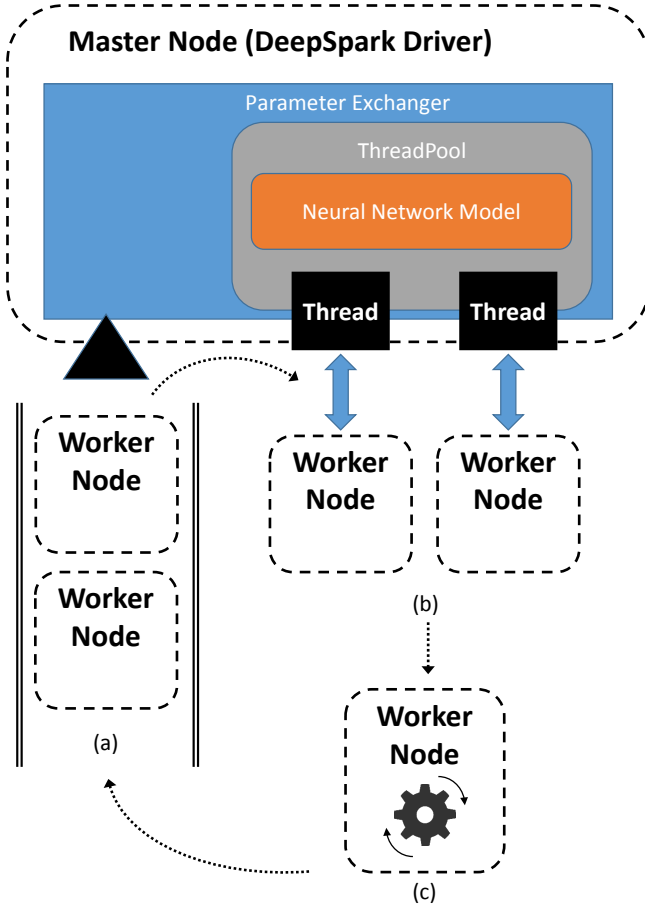 Master Node (DeepSpark Driver)
Parameter Exchanger
ThreadPool
Neural Network Model
Thread
Thread
Worker
Node
Worker
Node
(a)
Worker
Node
Worker
Node
(b)
Worker
Node
(c)